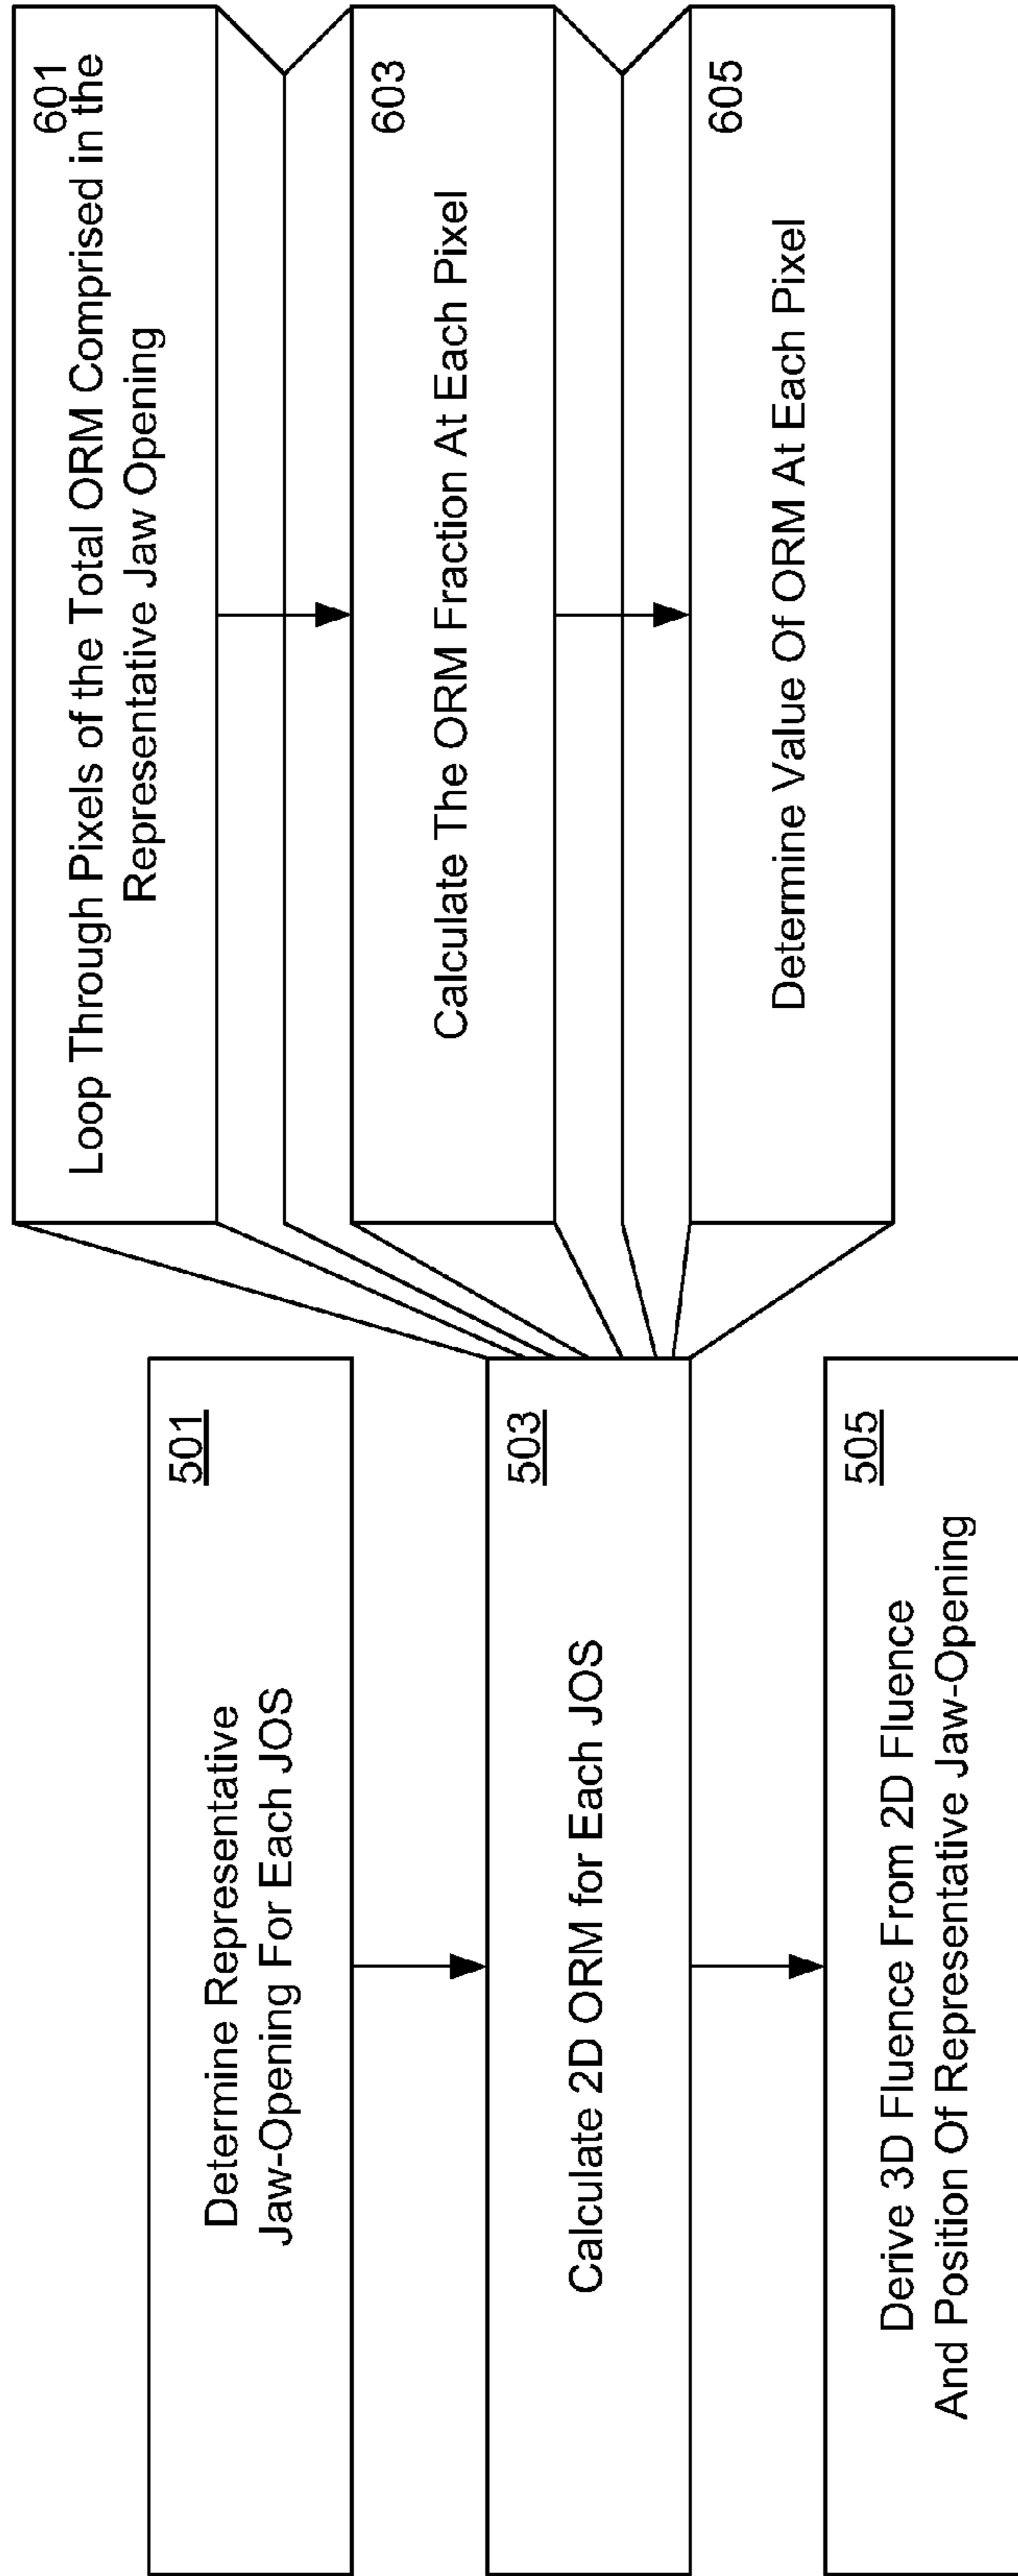 501
Determine Representative
Jaw-Opening For Each JOS
503
Calculate 2D ORM for Each JOS
505
Derive 3D Fluence From 2D Fluence
And Position Of Representative Jaw-Opening
601
Loop Through Pixels of the Total ORM Comprised in the
Representative Jaw Opening
603
Calculate The ORM Fraction At Each Pixel
605
Determine Value Of ORM At Each Pixel